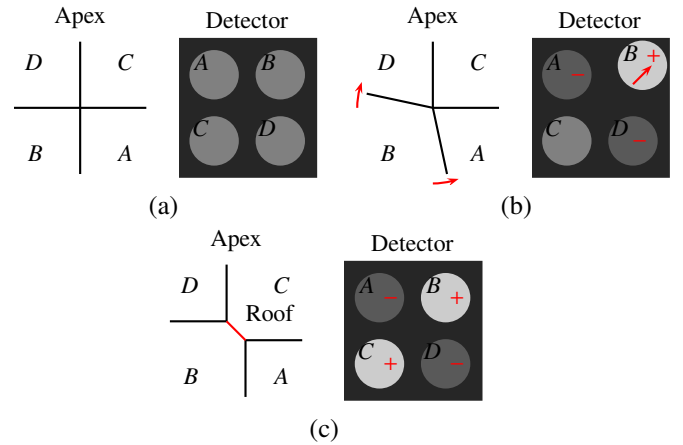 Apex Detector
D C A B
B A C D
(a)
Apex Detector
D C A − B +
B A C D −
(b)
Apex Detector
D C A − B +
Roof
B A C + D −
(c)